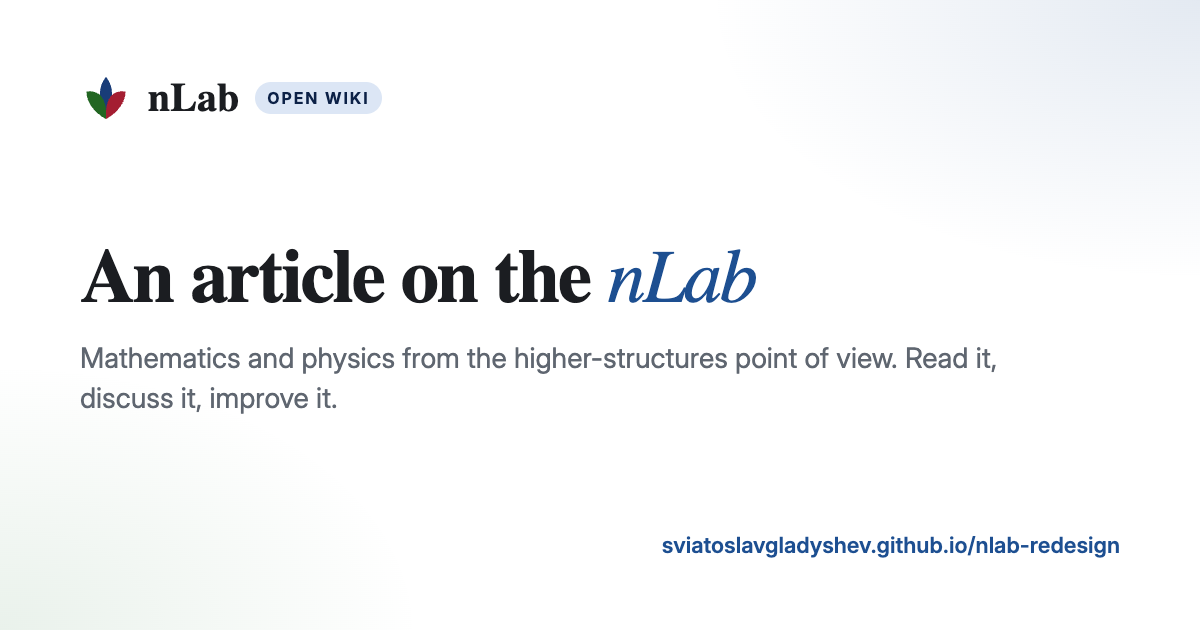 nLab OPEN WIKI
An article on the nLab
Mathematics and physics from the higher-structures point of view. Read it,
discuss it, improve it.
sviatoslavgladyshev.github.io/nlab-redesign